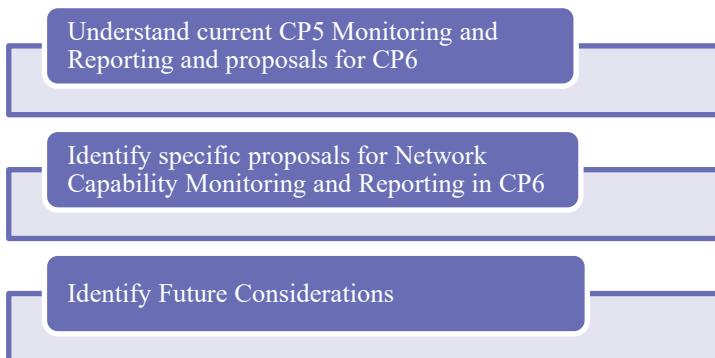 Understand current CP5 Monitoring and
Reporting and proposals for CP6
Identify specific proposals for Network
Capability Monitoring and Reporting in CP6
Identify Future Considerations